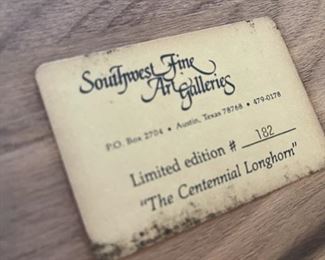 Southwest Fine
Art Galleries
P.O. Box 2704 • Austin, Texas 78768 • 479-0178
Limited edition # 182
"The Centennial Longhorn"